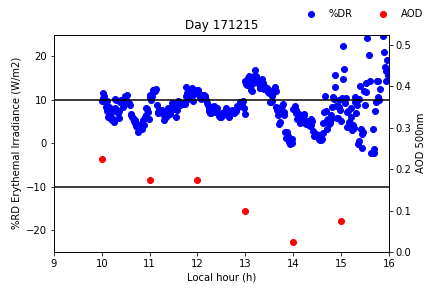 %DR AOD
Day 171215
%RD Erythermal Irradiance (W/m2)
20
10
0
−10
−20
0.5
0.4
0.3
0.2
0.1
0.0
AOD 500nm
9 10 11 12 13 14 15 16
Local hour (h)